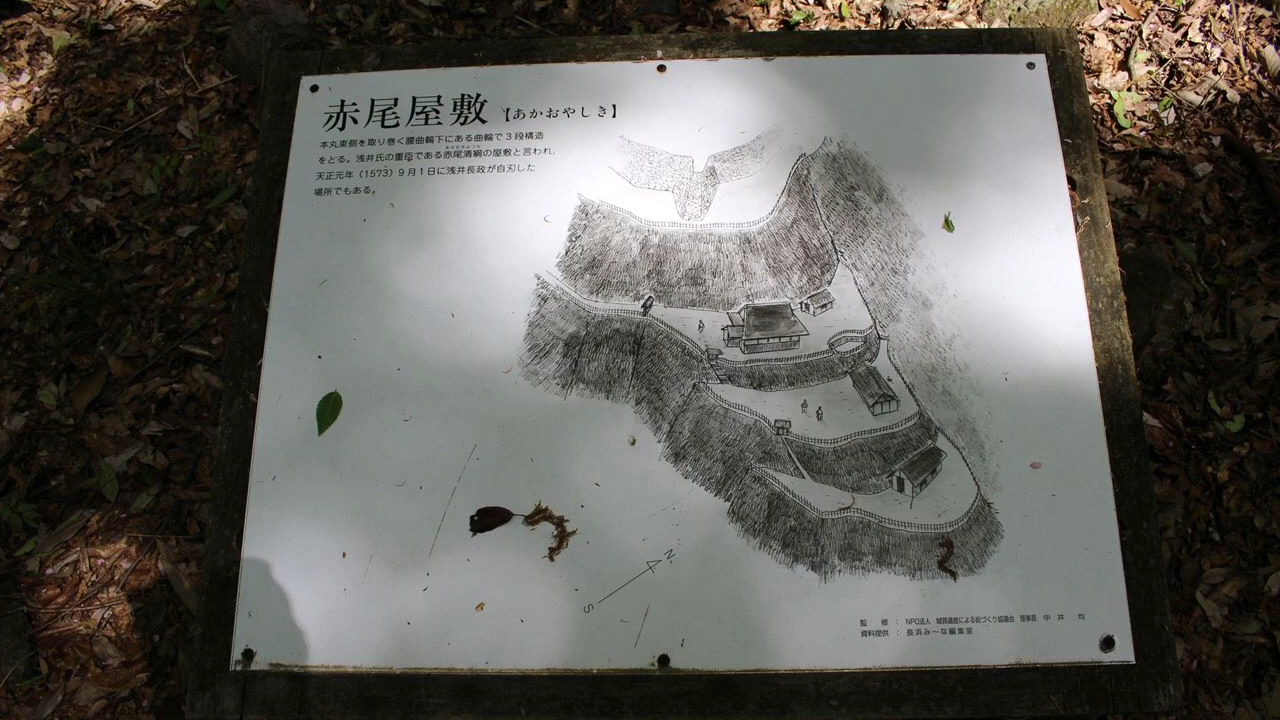 赤尾屋敷【あかおやしき】
本丸東側を取り巻く腰曲輪下にある曲輪で３段構造
をとる。浅井氏の重臣である赤尾清綱の屋敷と言われ、
天正元年（1573）９月１日に浅井長政が自刃した
場所でもある。
N
S
監　修：NPO法人　城郭遺産による街づくり協議会　理事長　中井　均
資料提供：長浜み～な編集室